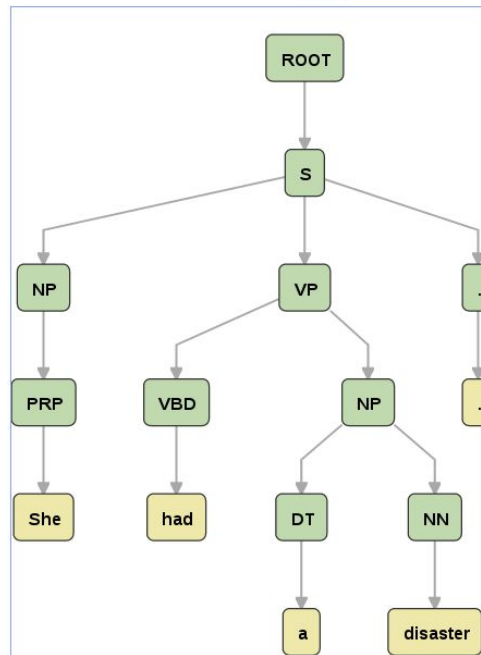 ROOT
S
NP VP .
PRP VBD NP .
She had DT NN
a disaster